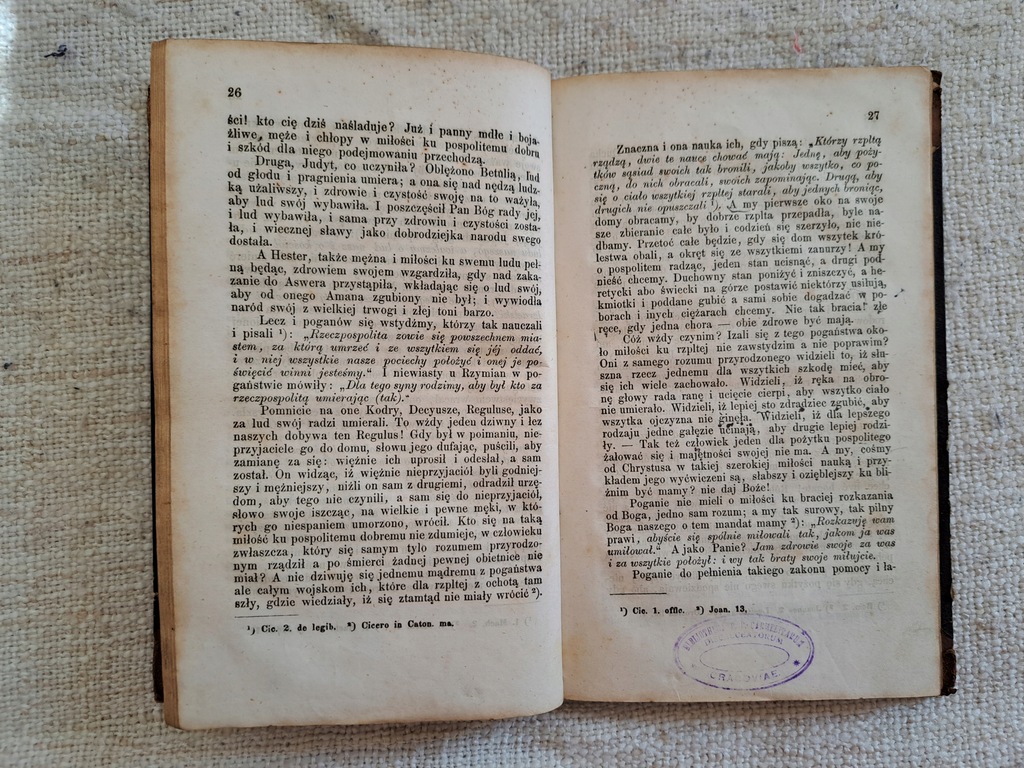 26
ści! kto cię dziś naśladuje? Już i panny mdłe i boja-
źliwe, męże i chłopy w miłości ku pospolitemu dobru
i szkód dla niego podejmowaniu przechodzą.
Druga, Judyt, co uczyniła? Oblężono Betulią, lud
od głodu i pragnienia umiera; a ona się nad nędzą ludz-
ką użaliwszy, i zdrowie i czystość swoję na to ważyła,
aby lud swój wybawiła. I poszczęścił Pan Bóg rady jej,
i lud wybawiła, i sama przy zdrowiu i czystości zosta-
ła, i wiecznej sławy jako dobrodziejka narodu swego
dostała.
A Hester, także mężna i miłości ku swemu ludu peł-
ną będąc, zdrowiem swojem wzgardziła, gdy nad zaka-
zanie do Aswera przystąpiła, wkładając się o lud swój,
aby od onego Amana zgubiony nie był; i wywiodła
naród swój z wielkiej trwogi i złej toni barzo.
Lecz i poganów się wstydźmy, którzy tak nauczali
i pisali ¹): „Rzeczpospolita zowie się powszechnem mia-
stem, za którą umrzeć i ze wszytkiem się jéj oddać,
i w niej wszystkie nasze pociechy położyć i onej je po-
święcić winni jesteśmy.“ I niewiasty u Rzymian w po-
gaństwie mówiły: „Dla tego syny rodzimy, aby był kto za
rzeczpospolitą umierając (tak).“
Pomnicie na one Kodry, Decyusze, Reguluse, jako
za lud swój radzi umierali. To wżdy jeden dziwny i łez
naszych dobywa ten Regulus! Gdy był w poimaniu, nie-
przyjaciele go do domu, słowu jego dufając, puścili, aby
zamianę za się: więźnie ich uprosił i odesłał, a sam
został. On widząc, iż więźnie nieprzyjaciół byli godniej-
szy i mężniejszy, niźli on sam z drugiemi, odradził urzę-
dom, aby tego nie czynili, a sam się do nieprzyjaciół,
słowo swoje iszcząc, na wielkie i pewne męki, w któ-
rych go niespaniem umorzono, wrócił. Kto się na taką
miłość ku pospolitemu dobremu nie zdumieje, w człowieku
zwłaszcza, który się samym tylo rozumem przyrodzo-
nym rządził a po śmierci żadnej pewnej obietnice nie
miał? A nie dziwuję się jednemu mądremu z pogaństwa
ale całym wojskom ich, które dla rzpltej z ochotą tam
szły, gdzie wiedziały, iż się ztamtąd nie miały wrócić ²).
¹) Cic. 2. de legib. ²) Cicero in Caton. ma.
27
Znaczna i ona nauka ich, gdy piszą: „Którzy rzpltą
rządzą, dwie te nauce chować mają: Jednę, aby poży-
tków sąsiad swoich tak bronili, jakoby wszytko, co po-
czną, do nich obracali, swoich zapominając. Drugą, aby
się o ciało wszytkiej rzpltej starali, aby jednych broniąc,
drugich nie opuszczali ¹). A my pierwsze oko na swoje
domy obracamy, by dobrze rzplta przepadła, byle na-
sze zbieranie całe było i codzień się szerzyło, nic nie-
dbamy. Przetoć całe będzie, gdy się dom wszytek kró-
lestwa obali, a okręt ze wszytkiemi zanurzy! A my
o pospolitem radząc, jeden stan ucisnąć, a drugi pod-
nieść chcemy. Duchowny stan poniżyć i zniszczyć, a he-
retycki abo świecki na górze postawić niektórzy usiłują,
kmiotki i poddane gubić a sami sobie dogadzać w po-
borach i inych ciężarach chcemy. Nie tak bracia! źle
ręce, gdy jedna chora — obie zdrowe być mają.
Cóż wżdy czynim? Izali się z tego pogaństwa oko-
ło miłości ku rzpltej nie zawstydzim a nie poprawim?
Oni z samego rozumu przyrodzonego widzieli to, iż słu-
szna rzecz jednemu dla wszytkich szkodę mieć, aby
się ich wiele zachowało. Widzieli, iż ręka na obro-
nę głowy rada ranę i ucięcie cierpi, aby wszytko ciało
nie umierało. Widzieli, iż lepiej sto zdrajdziec zgubić, aby
wszytka ojczyzna nie ginęła. Widzieli, iż dla lepszego
rodzaju jedne gałęzie ucinają, aby drugie lepiej rodzi-
ły. — Tak też człowiek jeden dla pożytku pospolitego
żałować się i majętności swojej nie ma. A my, cośmy
od Chrystusa w takiej szerokiej miłości nauką i przy-
kładem jego wyćwiczeni są, słabszy i oziębłejszy ku bli-
źnim być mamy? nie daj Boże!
Poganie nie mieli o miłości ku braciej rozkazania
od Boga, jedno sam rozum; a my tak surowy, tak pilny
Boga naszego o tem mandat mamy ²): „Rozkazuję wam
prawi, abyście się spólnie miłowali tak, jakom ja was
umiłował.“ A jako Panie? Jam zdrowie swoje za was
i za wszytkie położył: i wy tak braty swoje miłujcie.
Poganie do pełnienia takiego zakonu pomocy i ła-
¹) Cic. 1. offic. ²) Joan. 13.
CRACOVIAE